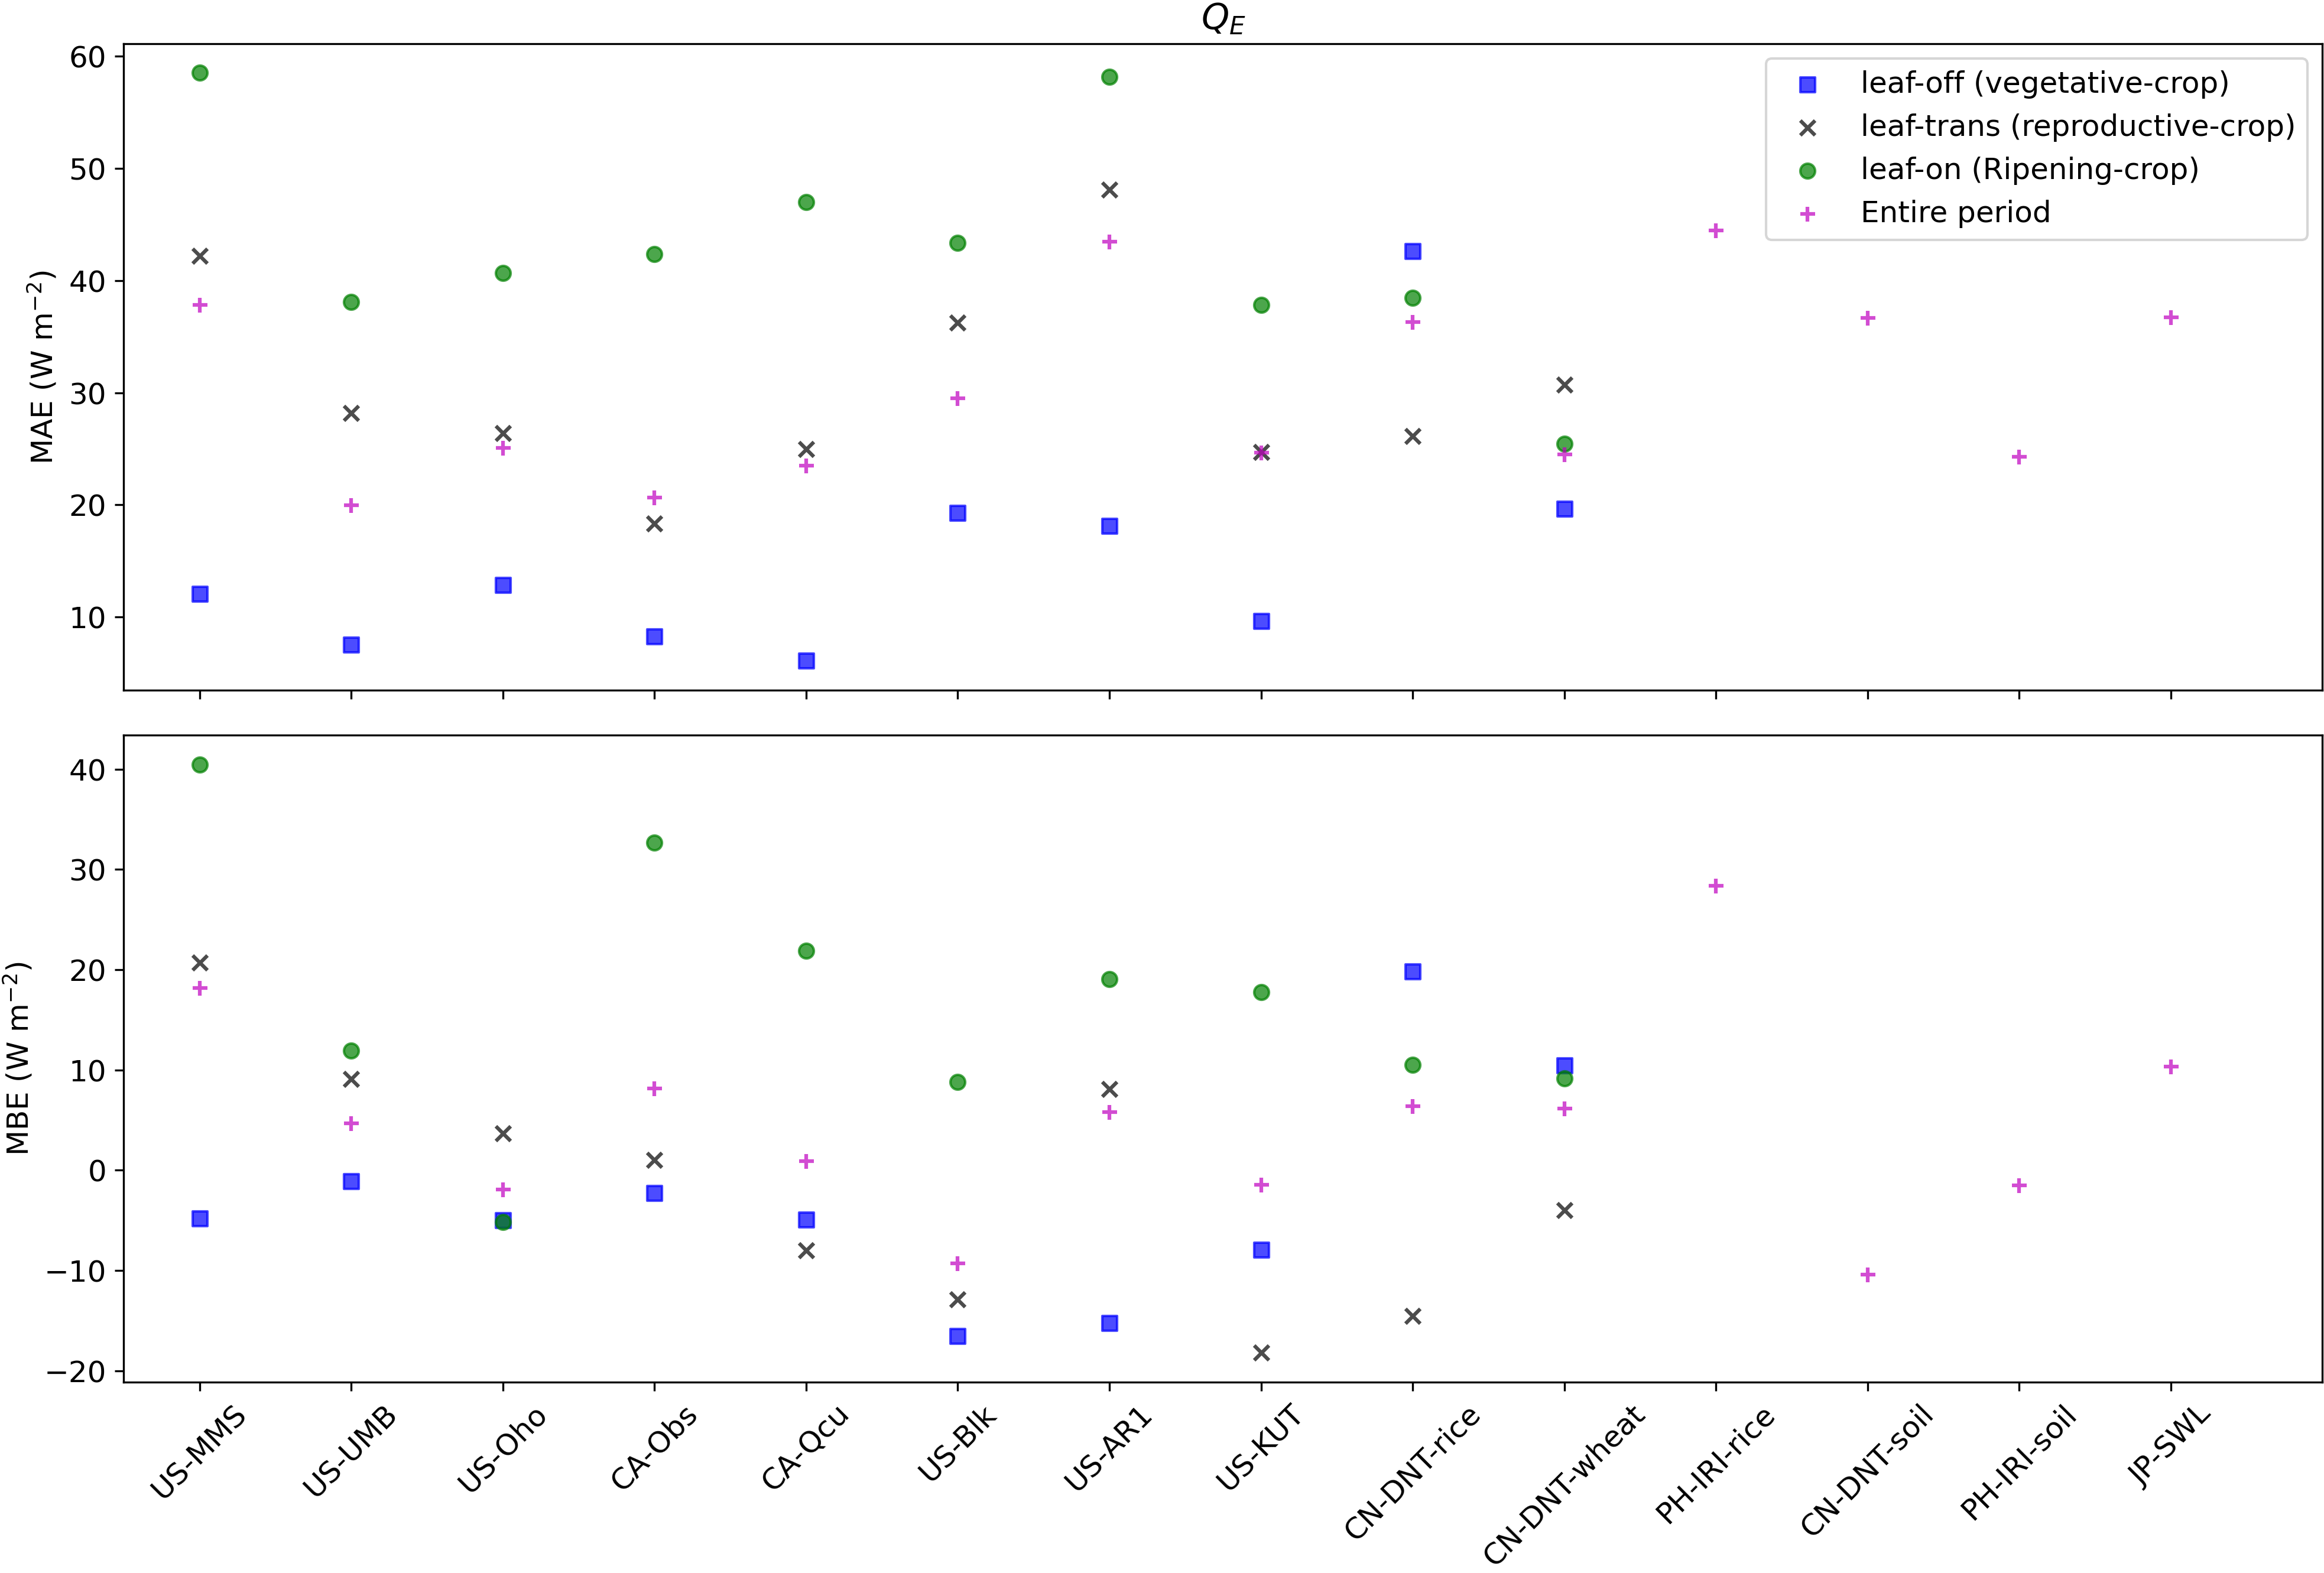 Q_E
60
50
40
30
20
10
MAE (W m⁻²)
leaf-off (vegetative-crop)
leaf-trans (reproductive-crop)
leaf-on (Ripening-crop)
Entire period
40
30
20
10
0
−10
−20
MBE (W m⁻²)
US-MMS
US-UMB
US-Oho
CA-Obs
CA-Qcu
US-Blk
US-AR1
US-KUT
CN-DNT-rice
CN-DNT-wheat
PH-IRI-rice
CN-DNT-soil
PH-IRI-soil
JP-SWL